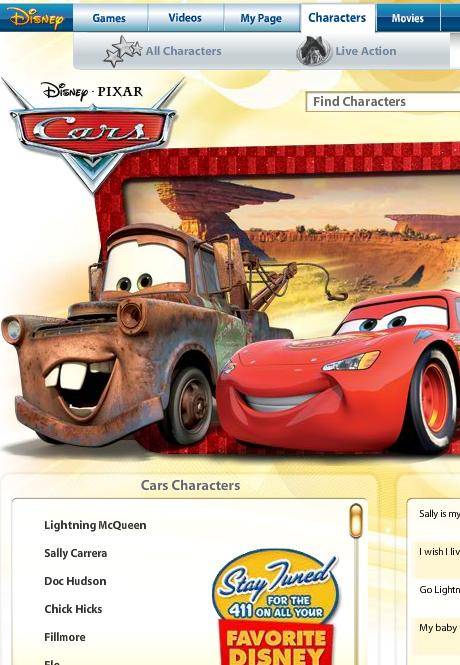 Disney Games Videos My Page Characters Movies
All Characters Live Action
Disney · PIXAR
Cars
Find Characters
Cars Characters
Lightning McQueen
Sally Carrera
Doc Hudson
Chick Hicks
Fillmore
Flo
Stay Tuned
FOR THE
411 ON ALL YOUR
FAVORITE
DISNEY
Sally is my
I wish I liv
Go Lightn
My baby